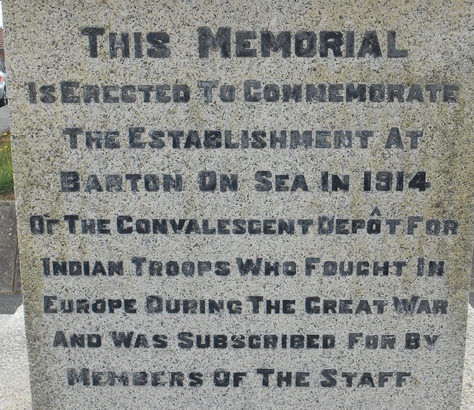 THIS MEMORIAL
IS ERECTED TO COMMEMORATE
THE ESTABLISHMENT AT
BARTON ON SEA IN 1914
OF THE CONVALESCENT DEPÔT FOR
INDIAN TROOPS WHO FOUGHT IN
EUROPE DURING THE GREAT WAR
AND WAS SUBSCRIBED FOR BY
MEMBERS OF THE STAFF.